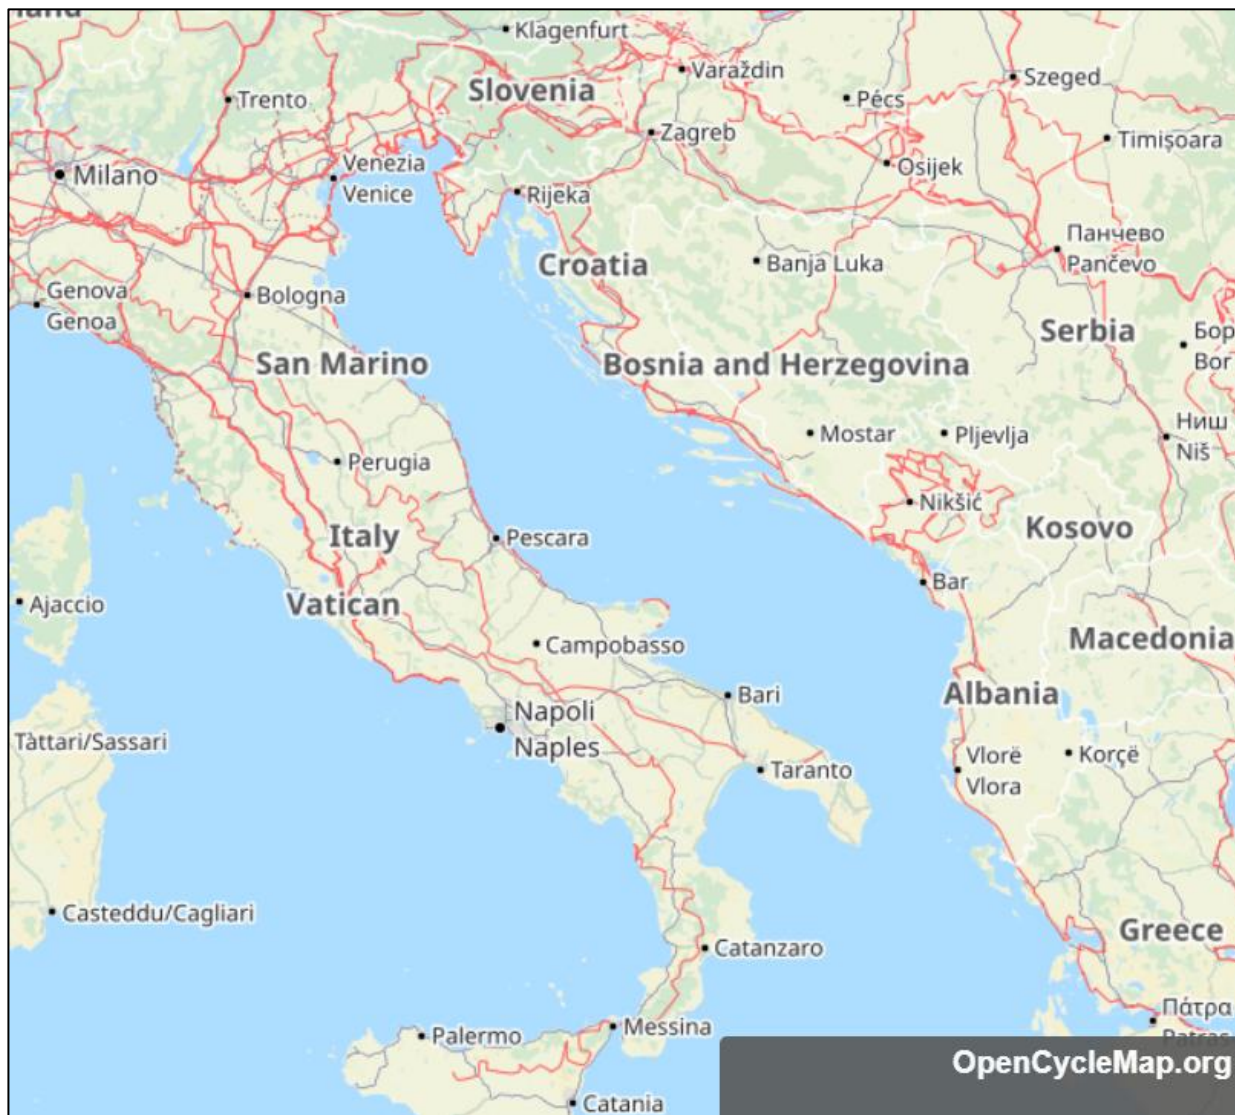 Klagenfurt
Slovenia
Varaždin
Szeged
Trento
Pécs
Zagreb
Timișoara
Milano
Venezia
Venice
Osijek
Rijeka
Панчево
Pančevo
Croatia
Banja Luka
Genova
Genoa
Bologna
Serbia
Бор
Bor
San Marino
Bosnia and Herzegovina
Mostar
Pljevlja
Ниш
Niš
Perugia
Nikšić
Italy
Pescara
Kosovo
Bar
Ajaccio
Vatican
Campobasso
Macedonia
Bari
Albania
Napoli
Naples
Tàttari/Sassari
Vlorë
Vlora
Korçë
Taranto
Casteddu/Cagliari
Catanzaro
Greece
Πάτρα
Patras
Palermo
Messina
OpenCycleMap.org
Catania